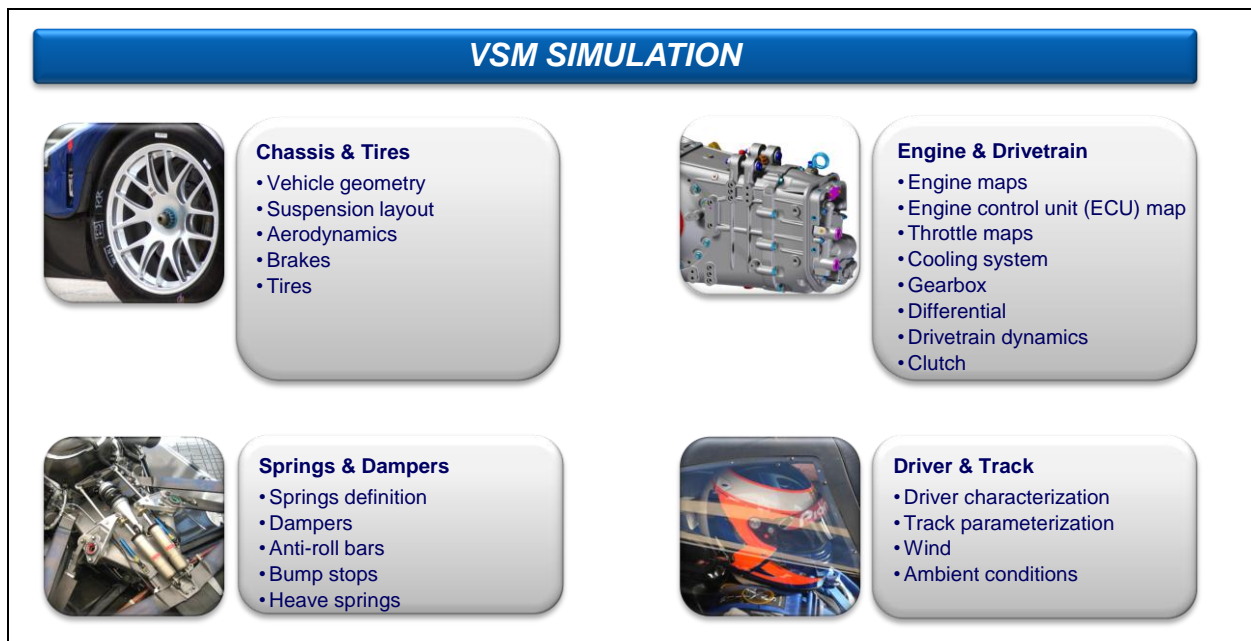 VSM SIMULATION
Chassis & Tires
•Vehicle geometry
•Suspension layout
•Aerodynamics
•Brakes
•Tires
Engine & Drivetrain
•Engine maps
•Engine control unit (ECU) map
•Throttle maps
•Cooling system
•Gearbox
•Differential
•Drivetrain dynamics
•Clutch
Springs & Dampers
•Springs definition
•Dampers
•Anti-roll bars
•Bump stops
•Heave springs
Driver & Track
•Driver characterization
•Track parameterization
•Wind
•Ambient conditions